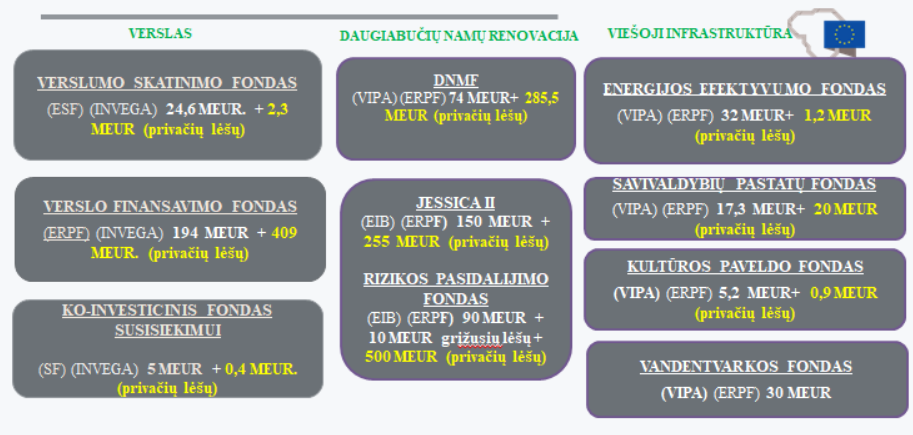 VERSLAS
VERSLUMO SKATINIMO FONDAS
(ESF) (INVEGA) 24,6 MEUR. + 2,3
MEUR (privačių lėšų)
VERSLO FINANSAVIMO FONDAS
(ERPF) (INVEGA) 194 MEUR + 409
MEUR. (privačių lėšų)
KO-INVESTICINIS FONDAS
SUSISIEKIMUI
(SF) (INVEGA) 5 MEUR + 0,4 MEUR.
(privačių lėšų)
DAUGIABUČIŲ NAMŲ RENOVACIJA
DNMF
(VIPA) (ERPF) 74 MEUR+ 285,5
MEUR (privačių lėšų)
JESSICA II
(EIB) (ERPF) 150 MEUR +
255 MEUR (privačių lėšų)
RIZIKOS PASIDALIJIMO
FONDAS
(EIB) (ERPF) 90 MEUR +
10 MEUR grįžusių lėšų +
500 MEUR (privačių lėšų)
VIEŠOJI INFRASTRUKTŪRA
ENERGIJOS EFEKTYVUMO FONDAS
(VIPA) (ERPF) 32 MEUR+ 1,2 MEUR
(privačių lėšų)
SAVIVALDYBIŲ PASTATŲ FONDAS
(VIPA) (ERPF) 17,3 MEUR+ 20 MEUR
(privačių lėšų)
KULTŪROS PAVELDO FONDAS
(VIPA) (ERPF) 5,2 MEUR+ 0,9 MEUR
(privačių lėšų)
VANDENTVARKOS FONDAS
(VIPA) (ERPF) 30 MEUR